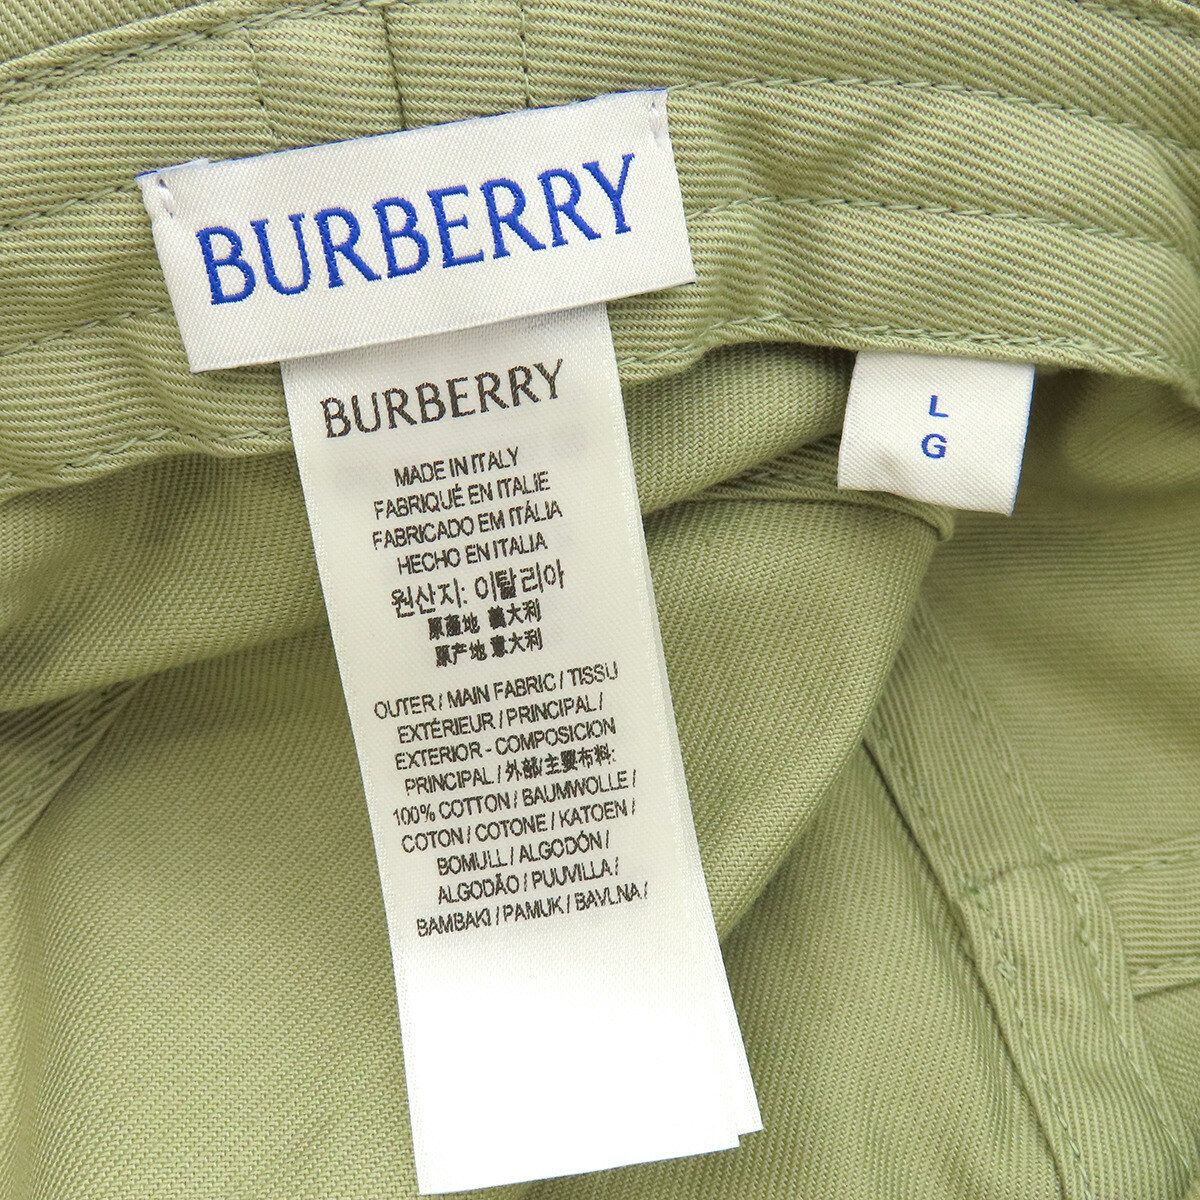 BURBERRY
BURBERRY
MADE IN ITALY
FABRIQUÉ EN ITALIE
FABRICADO EM ITÁLIA
HECHO EN ITALIA
원산지: 이탈리아
原產地 義大利
原产地 意大利
OUTER / MAIN FABRIC / TISSU
EXTÉRIEUR / PRINCIPAL /
EXTERIOR - COMPOSICION
PRINCIPAL / 外部/主要布料:
100% COTTON / BAUMWOLLE /
COTON / COTONE / KATOEN /
BOMULL / ALGODÓN /
ALGODÃO / PUUVILLA /
BAMBAKI / PAMUK / BAVLNA /
L
G